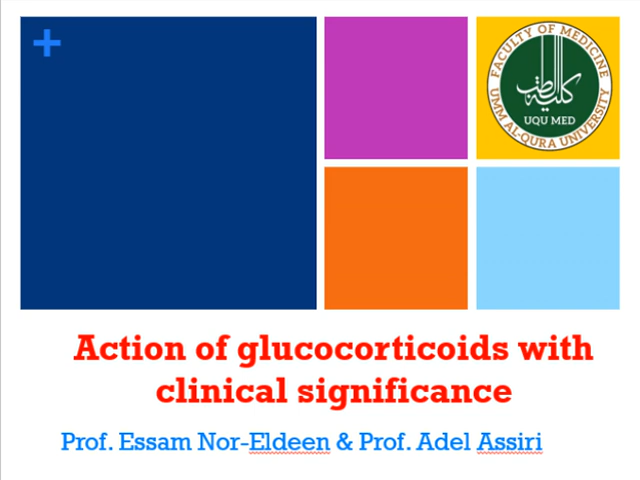 +
FACULTY OF MEDICINE
كلية الطب
UQU MED
UMM AL-QURA UNIVERSITY
Action of glucocorticoids with
clinical significance
Prof. Essam Nor-Eldeen & Prof. Adel Assiri